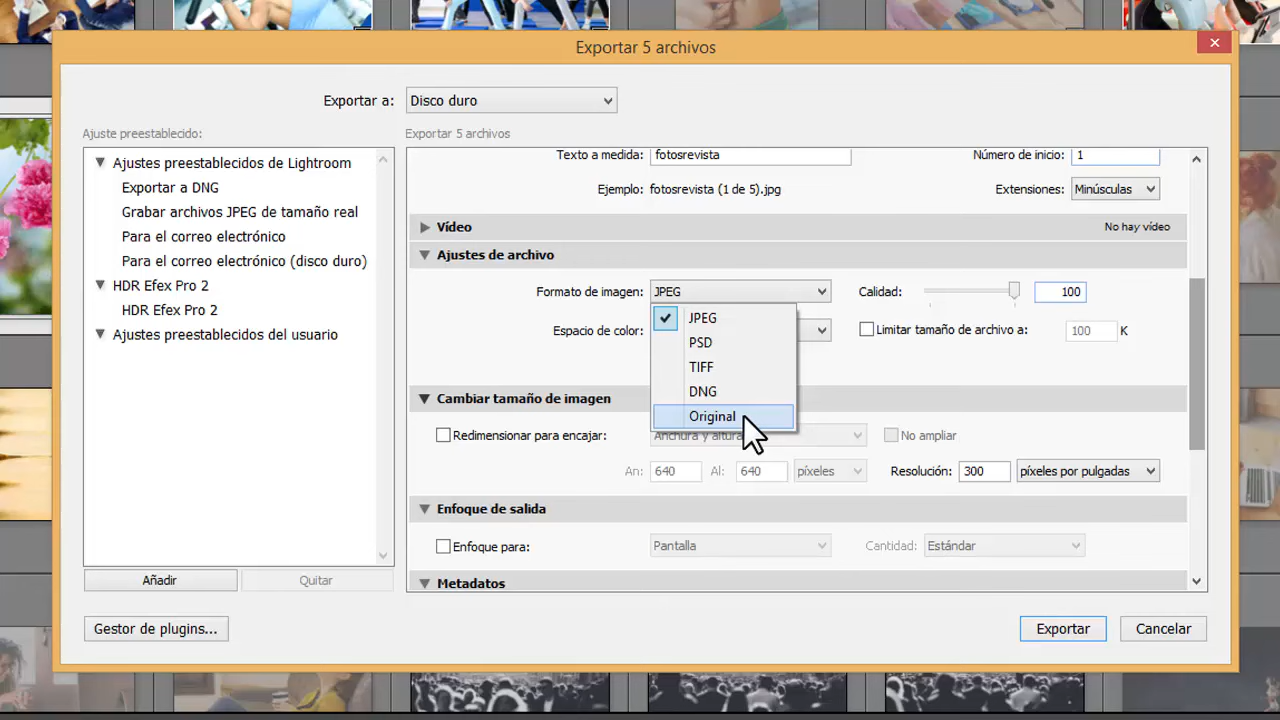 Exportar 5 archivos
Exportar a: Disco duro
Ajuste preestablecido:
Ajustes preestablecidos de Lightroom
Exportar a DNG
Grabar archivos JPEG de tamaño real
Para el correo electrónico
Para el correo electrónico (disco duro)
HDR Efex Pro 2
HDR Efex Pro 2
Ajustes preestablecidos del usuario
Añadir
Quitar
Gestor de plugins...
Exportar 5 archivos
Texto a medida: fotosrevista Número de inicio: 1
Ejemplo: fotosrevista (1 de 5).jpg Extensiones: Minúsculas
Vídeo No hay vídeo
Ajustes de archivo
Formato de imagen: JPEG Calidad: 100
JPEG
PSD
TIFF
DNG
Original
Espacio de color: Limitar tamaño de archivo a: 100 K
Cambiar tamaño de imagen
Redimensionar para encajar: Anchura y altura No ampliar
An: 640 Al: 640 píxeles Resolución: 300 píxeles por pulgadas
Enfoque de salida
Enfoque para: Pantalla Cantidad: Estándar
Metadatos
Exportar
Cancelar